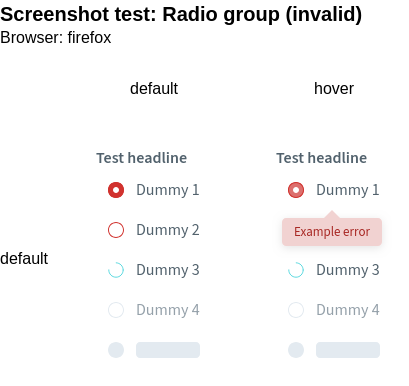 Screenshot test: Radio group (invalid)
Browser: firefox
default hover
Test headline Test headline
Dummy 1 Dummy 1
Dummy 2 Example error
default
Dummy 3 Dummy 3
Dummy 4 Dummy 4